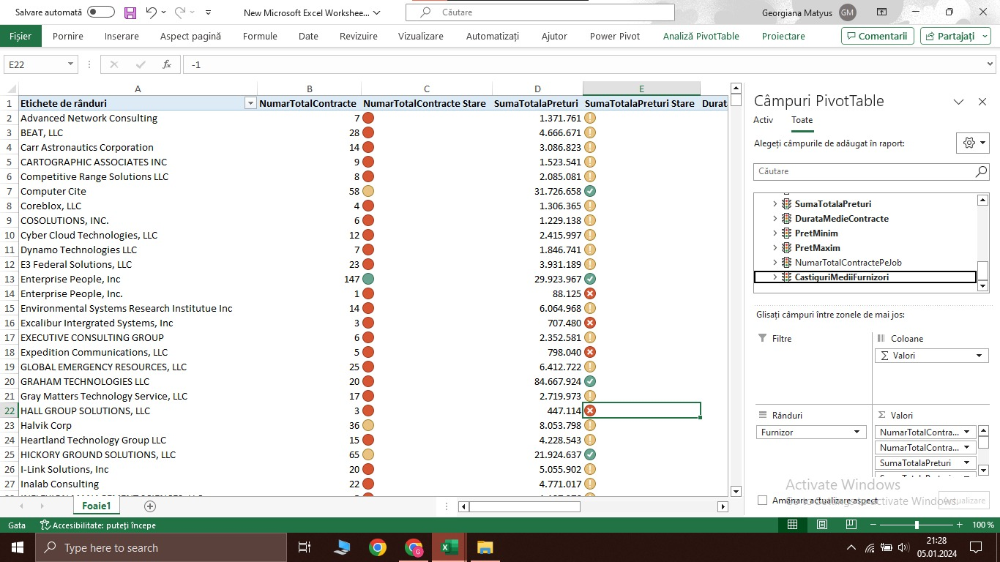 Salvare automată
New Microsoft Excel Workshee...
Căutare
Georgiana Matyus GM
Fișier Pornire Inserare Aspect pagină Formule Date Revizuire Vizualizare Automatizați Ajutor Power Pivot Analiză PivotTable Proiectare Comentarii Partajați
E22 fx -1
A B C D E
1 Etichete de rânduri NumarTotalContracte NumarTotalContracte Stare SumaTotalaPreturi SumaTotalaPreturi Stare Durat
2 Advanced Network Consulting 7 1.371.761
3 BEAT, LLC 28 4.666.671
4 Carr Astronautics Corporation 14 3.086.823
5 CARTOGRAPHIC ASSOCIATES INC 9 1.523.541
6 Competitive Range Solutions LLC 8 2.085.081
7 Computer Cite 58 31.726.658
8 Coreblox, LLC 4 1.306.365
9 COSOLUTIONS, INC. 6 1.229.138
10 Cyber Cloud Technologies, LLC 12 2.415.997
11 Dynamo Technologies LLC 7 1.846.741
12 E3 Federal Solutions, LLC 23 3.931.189
13 Enterprise People, Inc 147 29.923.967
14 Enterprise People, Inc. 1 88.125
15 Environmental Systems Research Institutue Inc 14 6.064.968
16 Excalibur Intergrated Systems, Inc 3 707.480
17 EXECUTIVE CONSULTING GROUP 6 2.352.581
18 Expedition Communications, LLC 5 798.040
19 GLOBAL EMERGENCY RESOURCES, LLC 25 6.412.722
20 GRAHAM TECHNOLOGIES LLC 20 84.667.924
21 Gray Matters Technology Service, LLC 17 2.719.973
22 HALL GROUP SOLUTIONS, LLC 3 447.114
23 Halvik Corp 36 8.053.798
24 Heartland Technology Group LLC 15 4.228.543
25 HICKORY GROUND SOLUTIONS, LLC 65 21.924.637
26 I-Link Solutions, Inc 20 5.055.902
27 Inalab Consulting 22 4.771.017
Foaie1
Câmpuri PivotTable
Activ Toate
Alegeți câmpurile de adăugat în raport:
Căutare
SumaTotalaPreturi
DurataMedieContracte
PretMinim
PretMaxim
NumarTotalContractePeJob
CastiguriMediiFurnizori
Glisați câmpuri între zonele de mai jos:
Filtre
Coloane
Σ Valori
Rânduri
Furnizor
Σ Valori
NumarTotalContra...
NumarTotalContra...
SumaTotalaPreturi
Activate Windows
Go to Settings to activate Windows.
Amânare actualizare aspect
Actualizare
Gata Accesibilitate: puteți începe 100 %
Type here to search
21:28
05.01.2024